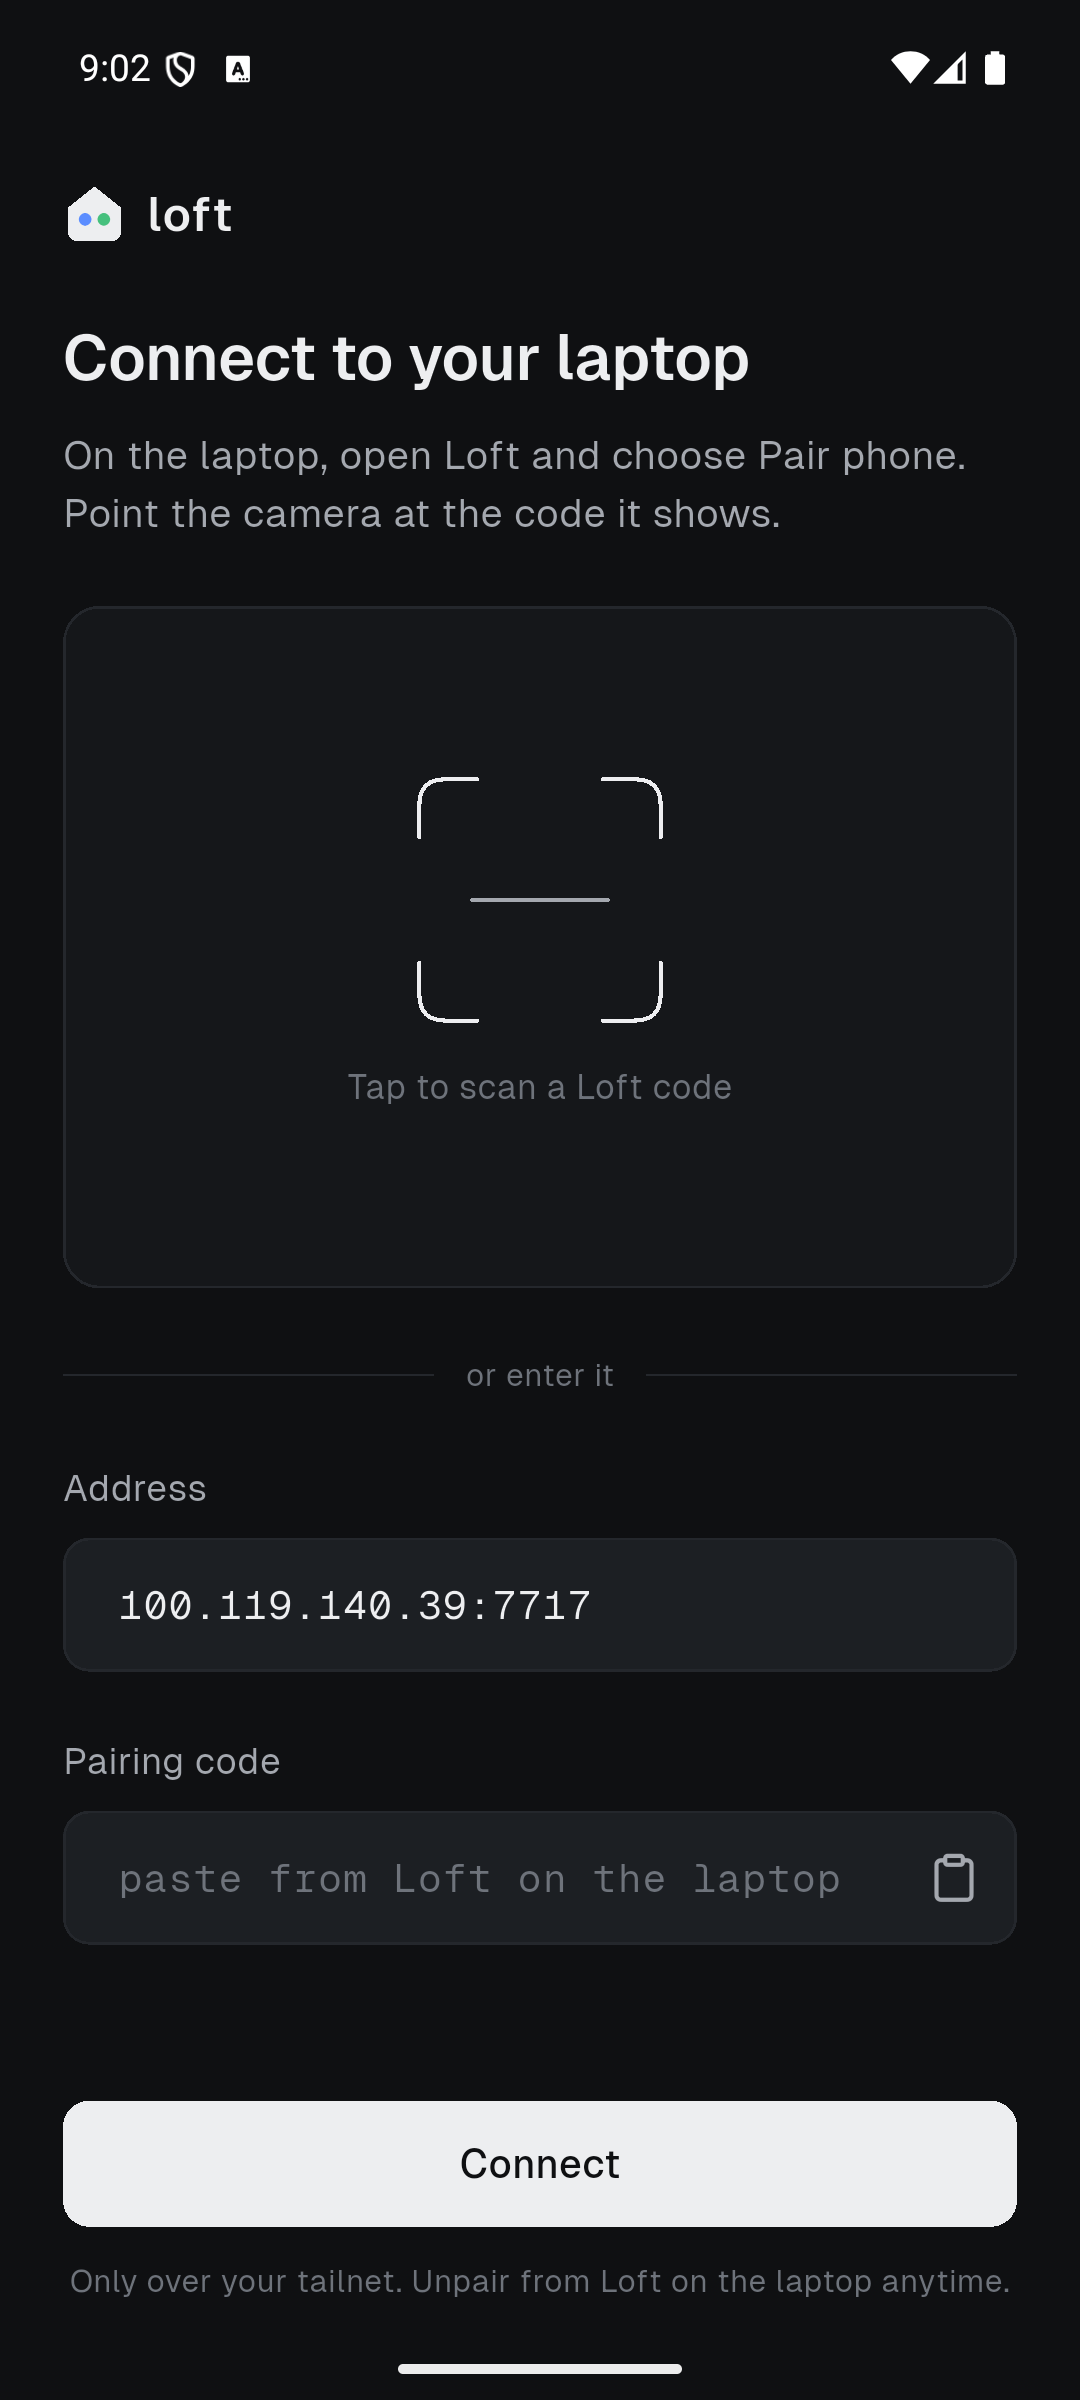 9:02
loft
Connect to your laptop
On the laptop, open Loft and choose Pair phone.
Point the camera at the code it shows.
Tap to scan a Loft code
or enter it
Address
100.119.140.39:7717
Pairing code
paste from Loft on the laptop
Connect
Only over your tailnet. Unpair from Loft on the laptop anytime.